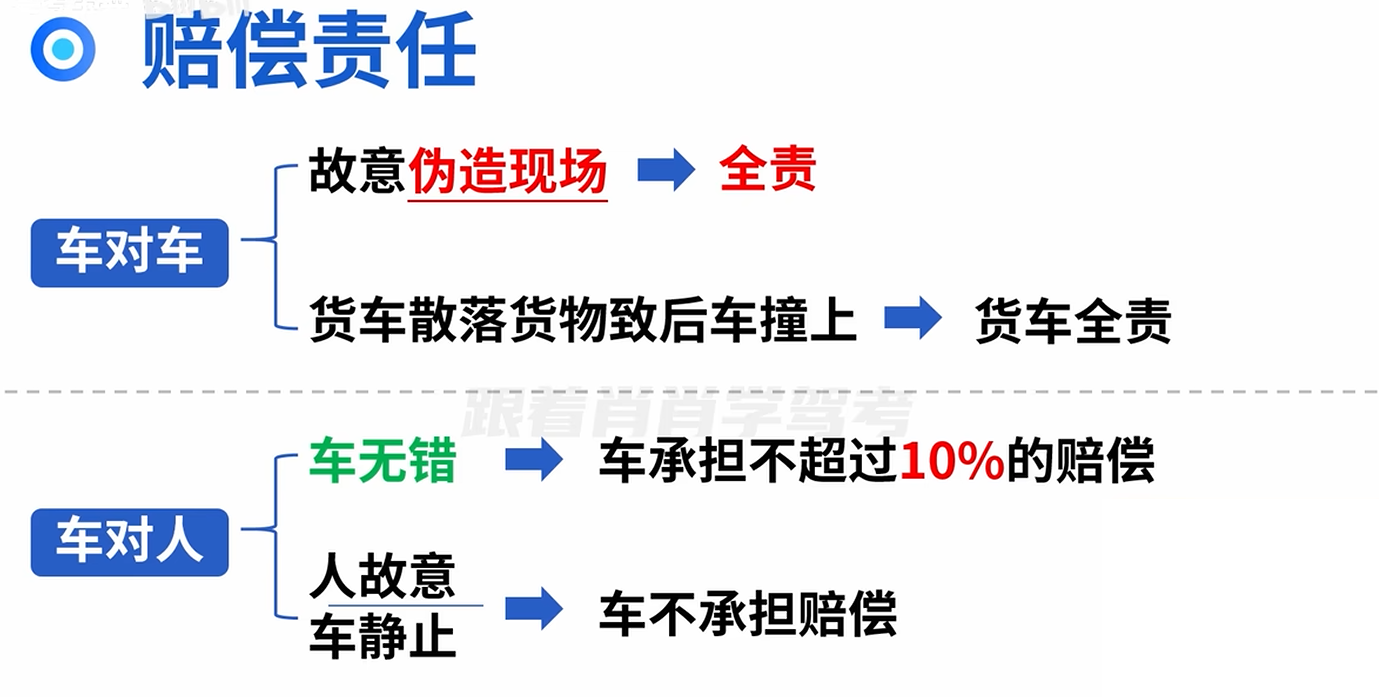 赔偿责任
故意伪造现场 全责
车对车
货车散落货物致后车撞上 货车全责
跟着肖肖学驾考
车无错 车承担不超过10%的赔偿
车对人
人故意
车静止
车不承担赔偿